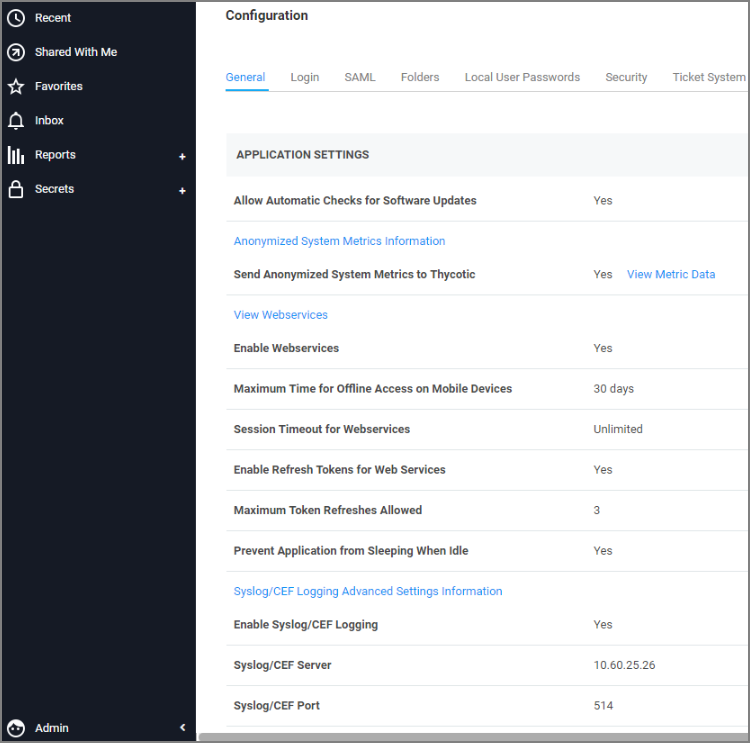 Recent
Shared With Me
Favorites
Inbox
Reports +
Secrets +
Admin
Configuration
General Login SAML Folders Local User Passwords Security Ticket System
APPLICATION SETTINGS
Allow Automatic Checks for Software Updates Yes
Anonymized System Metrics Information
Send Anonymized System Metrics to Thycotic Yes View Metric Data
View Webservices
Enable Webservices Yes
Maximum Time for Offline Access on Mobile Devices 30 days
Session Timeout for Webservices Unlimited
Enable Refresh Tokens for Web Services Yes
Maximum Token Refreshes Allowed 3
Prevent Application from Sleeping When Idle Yes
Syslog/CEF Logging Advanced Settings Information
Enable Syslog/CEF Logging Yes
Syslog/CEF Server 10.60.25.26
Syslog/CEF Port 514